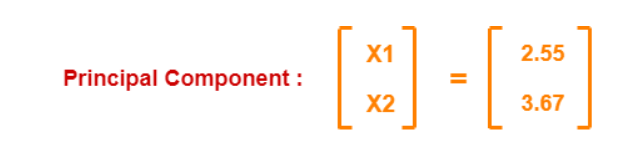 X1 2.55
Principal Component : =
X2 3.67